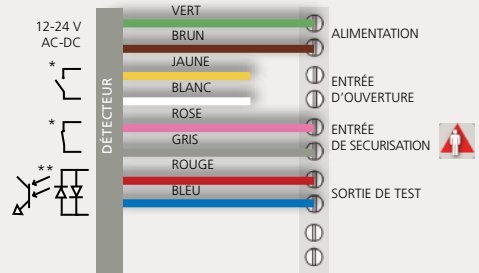 12-24 V
AC-DC
*
*
**
DÉTECTEUR
VERT
BRUN
JAUNE
BLANC
ROSE
GRIS
ROUGE
BLEU
ALIMENTATION
ENTRÉE
D'OUVERTURE
ENTRÉE
DE SECURISATION
SORTIE DE TEST